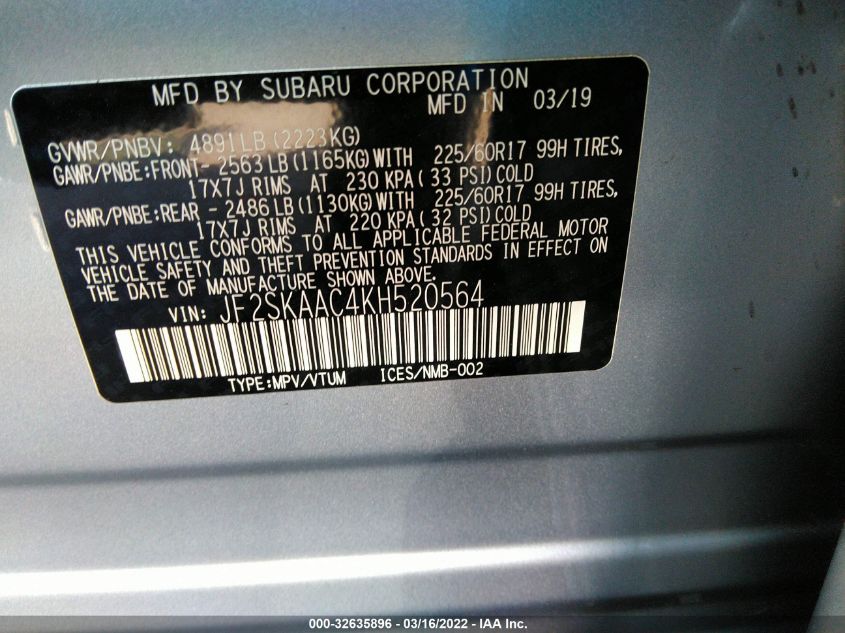 MFD BY SUBARU CORPORATION
MFD IN 03/19
GVWR/PNBV: 4891LB(2223KG)
GAWR/PNBE:FRONT- 2563LB(1165KG)WITH 225/60R17 99H TIRES,
17X7J RIMS AT 230 KPA( 33 PSI)COLD
GAWR/PNBE:REAR - 2486LB(1130KG)WITH 225/60R17 99H TIRES,
17X7J RIMS AT 220 KPA( 32 PSI)COLD
THIS VEHICLE CONFORMS TO ALL APPLICABLE FEDERAL MOTOR
VEHICLE SAFETY AND THEFT PREVENTION STANDARDS IN EFFECT ON
THE DATE OF MANUFACTURE SHOWN ABOVE.
VIN: JF2SKAAC4KH520564
TYPE:MPV/VTUM ICES/NMB-002
000-32635896 - 03/16/2022 - IAA Inc.